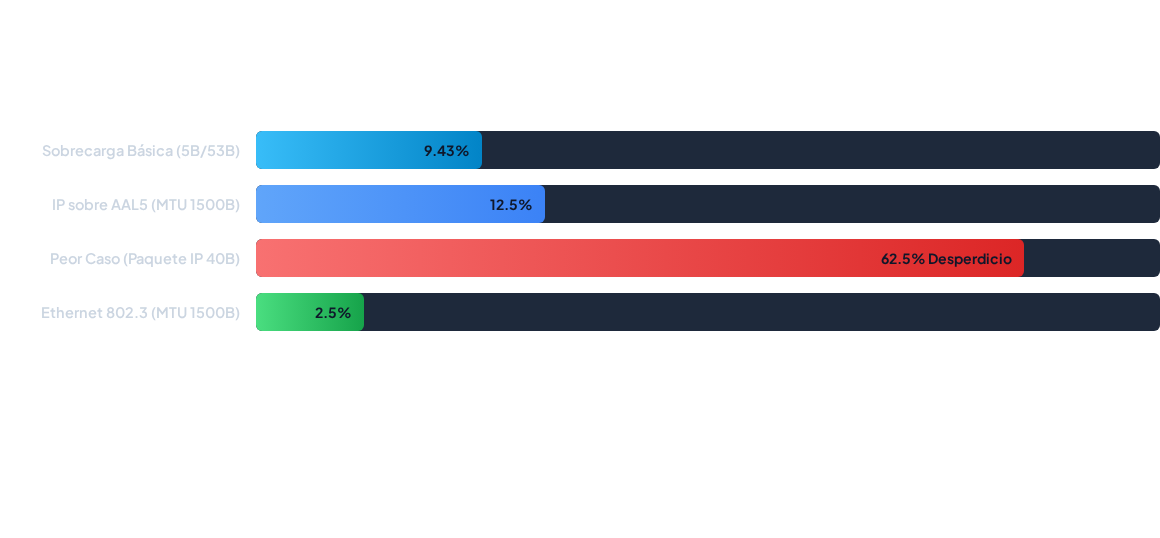 Sobrecarga Básica (5B/53B) 9.43%
IP sobre AAL5 (MTU 1500B) 12.5%
Peor Caso (Paquete IP 40B) 62.5% Desperdicio
Ethernet 802.3 (MTU 1500B) 2.5%